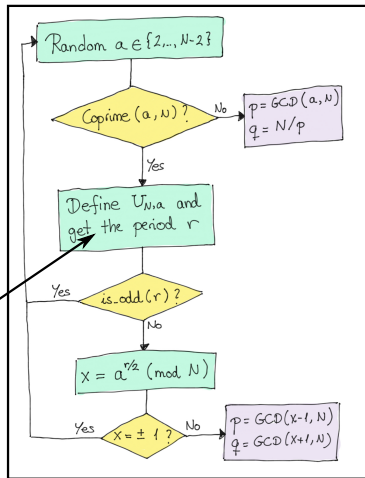 Random a ∈ {2,..., N-2}
Coprime (a, N) ?
No
p = GCD (a, N)
q = N/p
Yes
Define U_{N,a} and
get the period r
Yes
is_odd (r) ?
No
x = a^{r/2} (mod N)
Yes
x = ± 1 ?
No
p = GCD(x-1, N)
q = GCD(x+1, N)